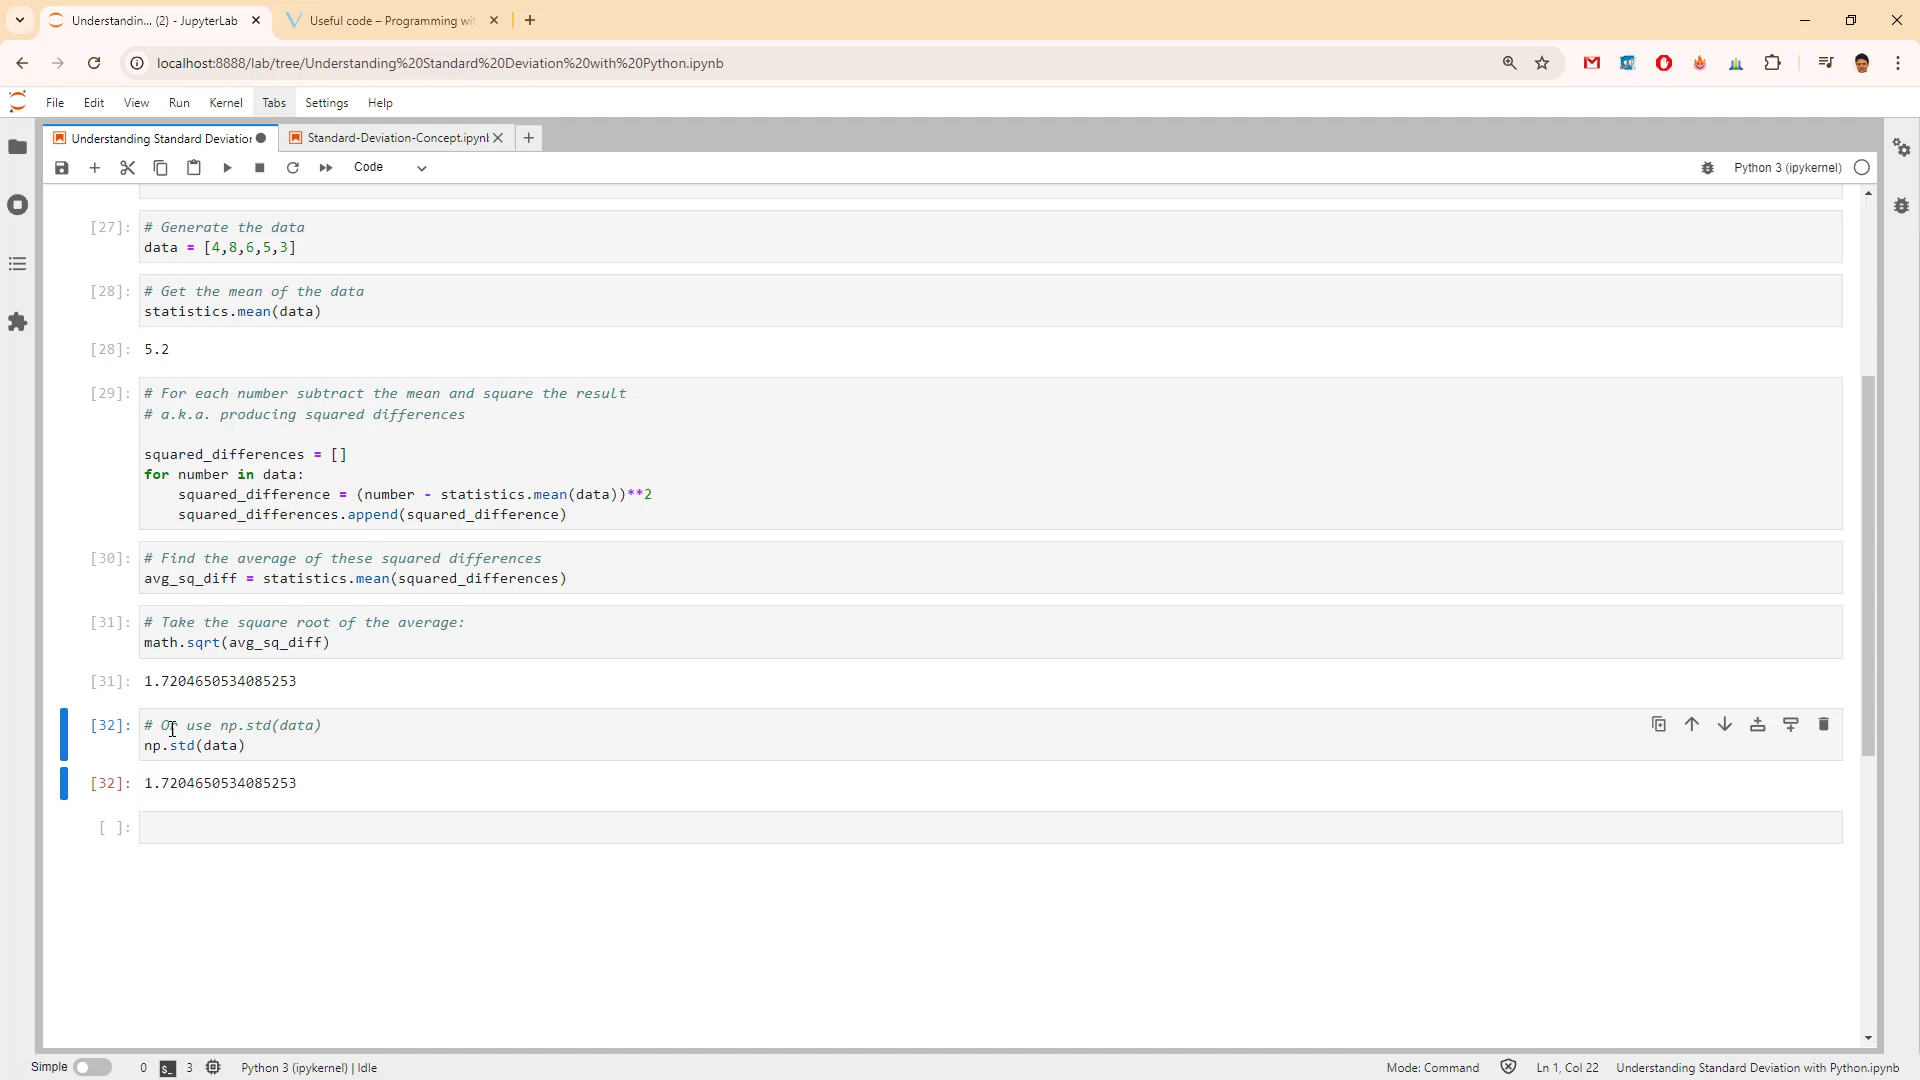 Understandin... (2) - JupyterLab
Useful code – Programming wit
localhost:8888/lab/tree/Understanding%20Standard%20Deviation%20with%20Python.ipynb
File Edit View Run Kernel Tabs Settings Help
Understanding Standard Deviation
Standard-Deviation-Concept.ipynb
Code
Python 3 (ipykernel)
[27]: # Generate the data
data = [4,8,6,5,3]
[28]: # Get the mean of the data
statistics.mean(data)
[28]: 5.2
[29]: # For each number subtract the mean and square the result
# a.k.a. producing squared differences
squared_differences = []
for number in data:
squared_difference = (number - statistics.mean(data))**2
squared_differences.append(squared_difference)
[30]: # Find the average of these squared differences
avg_sq_diff = statistics.mean(squared_differences)
[31]: # Take the square root of the average:
math.sqrt(avg_sq_diff)
[31]: 1.7204650534085253
[32]: # Or use np.std(data)
np.std(data)
[32]: 1.7204650534085253
[ ]:
Simple 0 $_ 3 Python 3 (ipykernel) | Idle Mode: Command Ln 1, Col 22 Understanding Standard Deviation with Python.ipynb